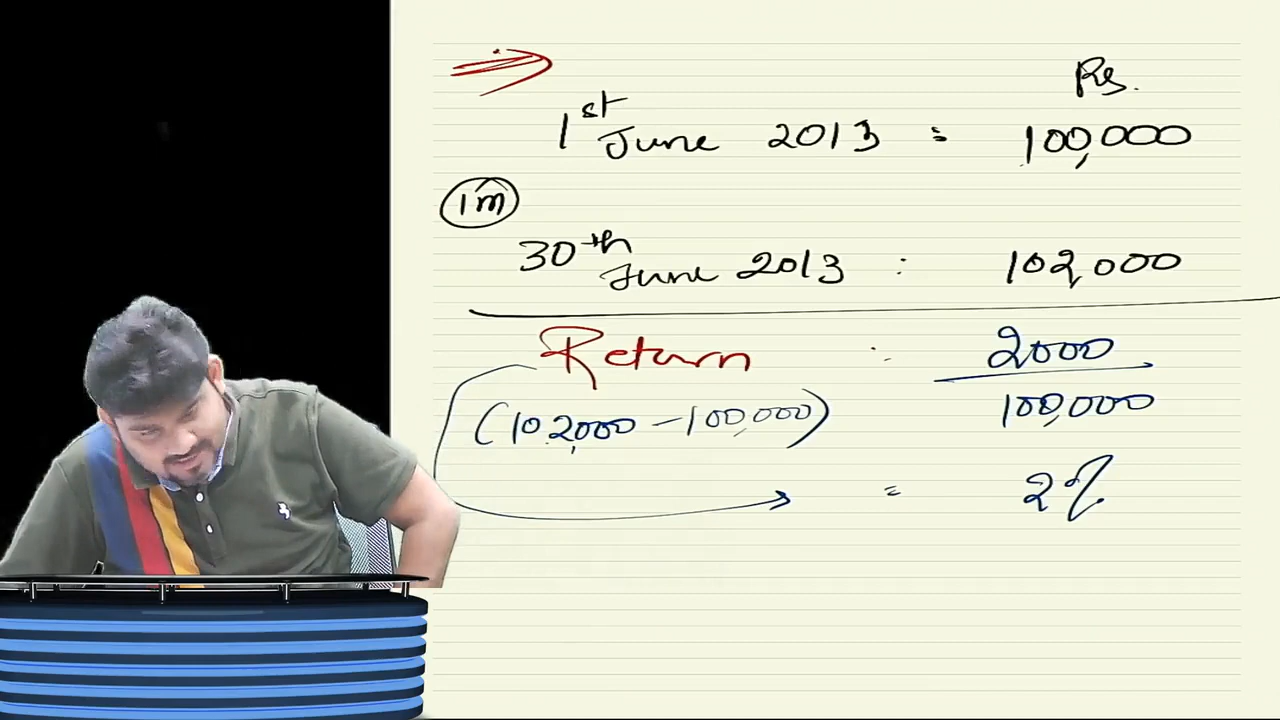 Rs.
1st June 2013 : 100,000
1m
30th June 2013 : 102,000
Return : 2000
(102,000 - 100,000) 100,000
= 2%